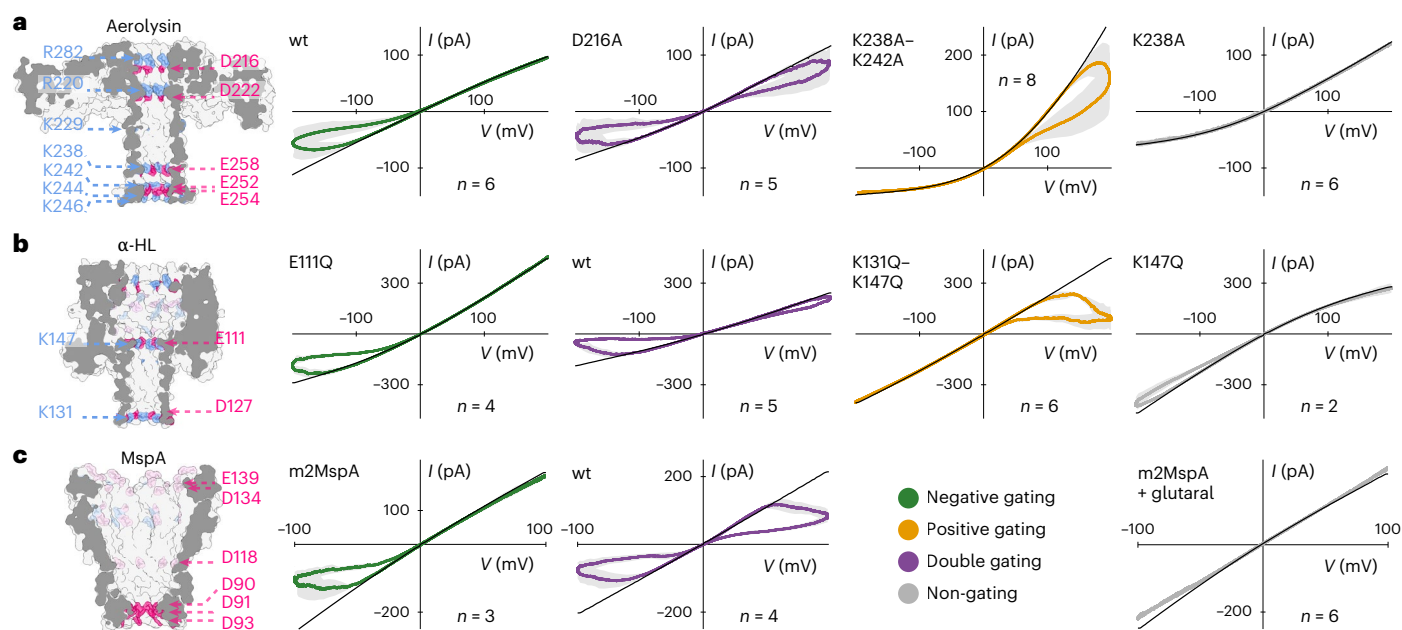 a
Aerolysin
R282
R220
K229
K238
K242
K244
K246
D216
D222
E258
E252
E254
wt
I (pA)
100
−100
100
V (mV)
−100
n = 6
D216A
I (pA)
100
−100
100
V (mV)
−100
n = 5
K238A–
K242A
I (pA)
200
n = 8
100
−100
100
V (mV)
K238A
I (pA)
100
−100
100
V (mV)
−100
n = 6
b
α-HL
K147
K131
E111
D127
E111Q
I (pA)
300
−100
100
V (mV)
−300
n = 4
wt
I (pA)
300
−100
100
V (mV)
−300
n = 5
K131Q–
K147Q
I (pA)
300
−100
100
V (mV)
−300
n = 6
K147Q
I (pA)
300
−100
100
V (mV)
−300
n = 2
c
MspA
E139
D134
D118
D90
D91
D93
m2MspA
I (pA)
100
-100
100
V (mV)
−200
n = 3
wt
I (pA)
200
-100
V (mV)
−200
n = 4
Negative gating
Positive gating
Double gating
Non-gating
m2MspA
+ glutaral
I (pA)
-100
100
V (mV)
−200
n = 6